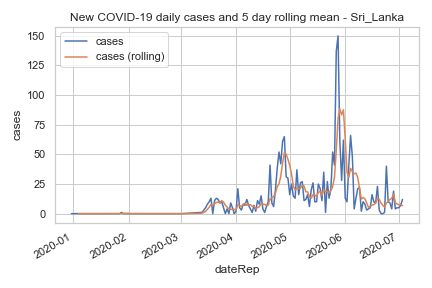 New COVID-19 daily cases and 5 day rolling mean - Sri_Lanka
cases
cases (rolling)
cases
150
125
100
75
50
25
0
2020-01
2020-02
2020-03
2020-04
2020-05
2020-06
2020-07
dateRep